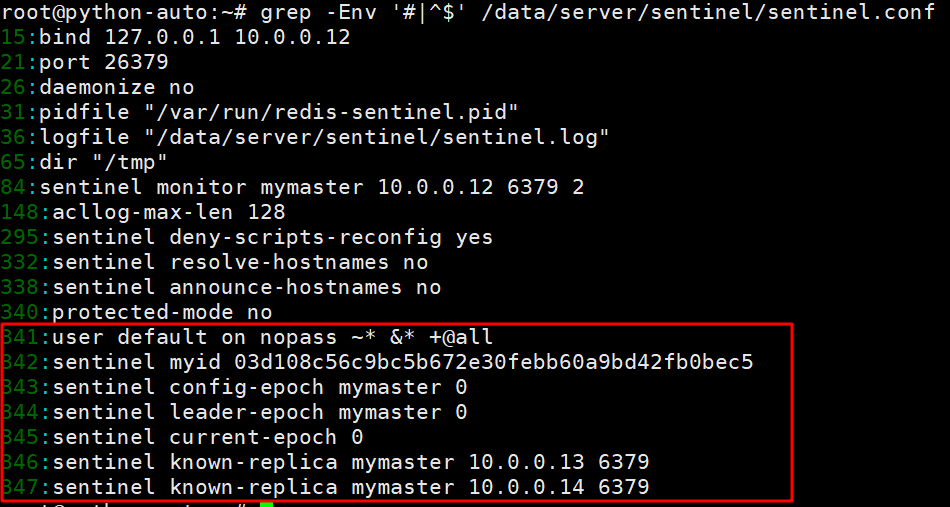 root@python-auto:~# grep -Env '#|^$' /data/server/sentinel/sentinel.conf
15:bind 127.0.0.1 10.0.0.12
21:port 26379
26:daemonize no
31:pidfile "/var/run/redis-sentinel.pid"
36:logfile "/data/server/sentinel/sentinel.log"
65:dir "/tmp"
84:sentinel monitor mymaster 10.0.0.12 6379 2
148:acllog-max-len 128
295:sentinel deny-scripts-reconfig yes
332:sentinel resolve-hostnames no
338:sentinel announce-hostnames no
340:protected-mode no
341:user default on nopass ~* &* +@all
342:sentinel myid 03d108c56c9bc5b672e30febb60a9bd42fb0bec5
343:sentinel config-epoch mymaster 0
344:sentinel leader-epoch mymaster 0
345:sentinel current-epoch 0
346:sentinel known-replica mymaster 10.0.0.13 6379
347:sentinel known-replica mymaster 10.0.0.14 6379